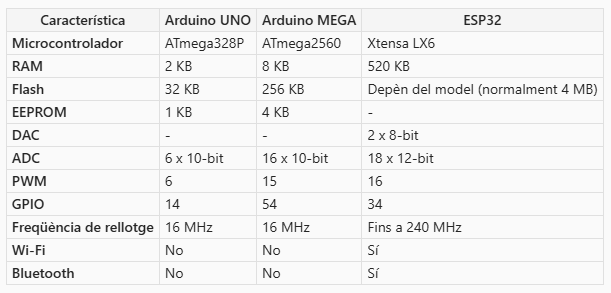 Característica Arduino UNO Arduino MEGA ESP32
Microcontrolador ATmega328P ATmega2560 Xtensa LX6
RAM 2 KB 8 KB 520 KB
Flash 32 KB 256 KB Depèn del model (normalment 4 MB)
EEPROM 1 KB 4 KB -
DAC - - 2 x 8-bit
ADC 6 x 10-bit 16 x 10-bit 18 x 12-bit
PWM 6 15 16
GPIO 14 54 34
Freqüència de rellotge 16 MHz 16 MHz Fins a 240 MHz
Wi-Fi No No Sí
Bluetooth No No Sí